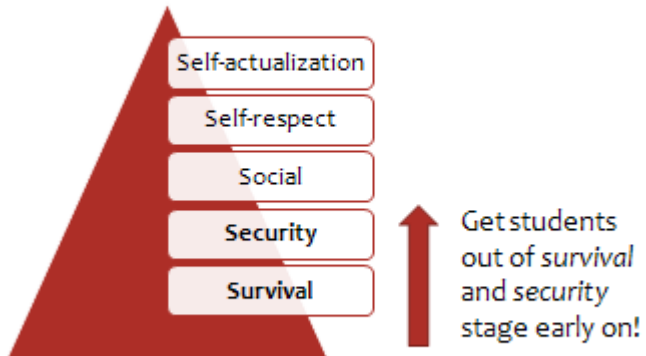 Self-actualization
Self-respect
Social
Security
Survival
Get students
out of survival
and security
stage early on!